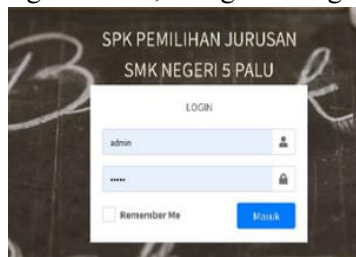 SPK PEMILIHAN JURUSAN
SMK NEGERI 5 PALU
LOGIN
admin
•••••
Remember Me
Masuk